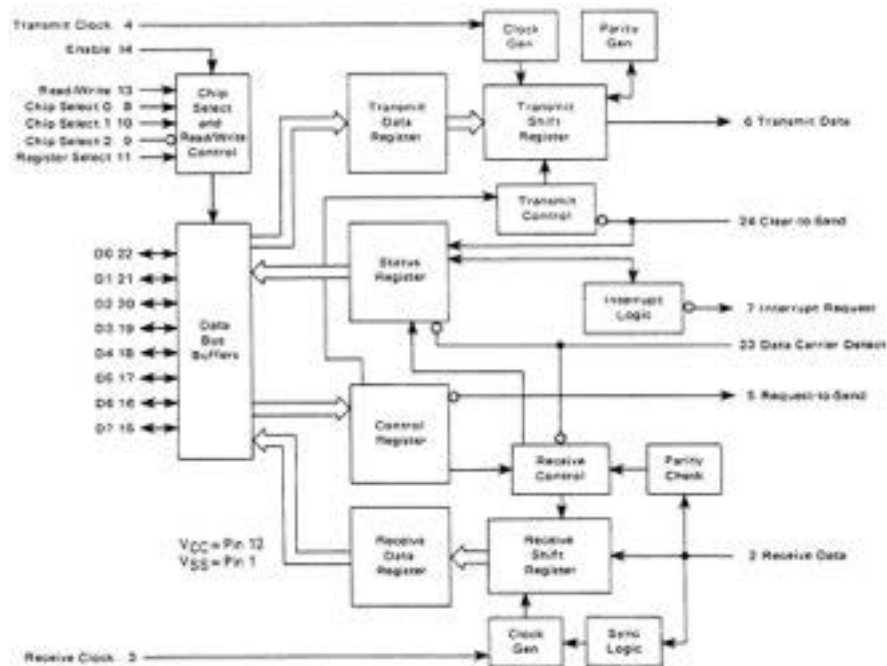 Transmit Clock 4
Clock
Gen
Parity
Gen
Enable 14
Read/Write 13
Chip Select 0 8
Chip Select 1 10
Chip Select 2 9
Register Select 11
Chip
Select
and
Read/Write
Control
Transmit
Data
Register
Transmit
Shift
Register
6 Transmit Data
Transmit
Control
24 Clear-to-Send
Status
Register
Interrupt
Logic
7 Interrupt Request
23 Data Carrier Detect
D0 22
D1 21
D2 20
D3 19
D4 18
D5 17
D6 16
D7 15
Data
Bus
Buffers
5 Request-to-Send
Control
Register
Receive
Control
Parity
Check
VCC = Pin 12
VSS = Pin 1
Receive
Data
Register
Receive
Shift
Register
2 Receive Data
Receive Clock 3
Clock
Gen
Sync
Logic